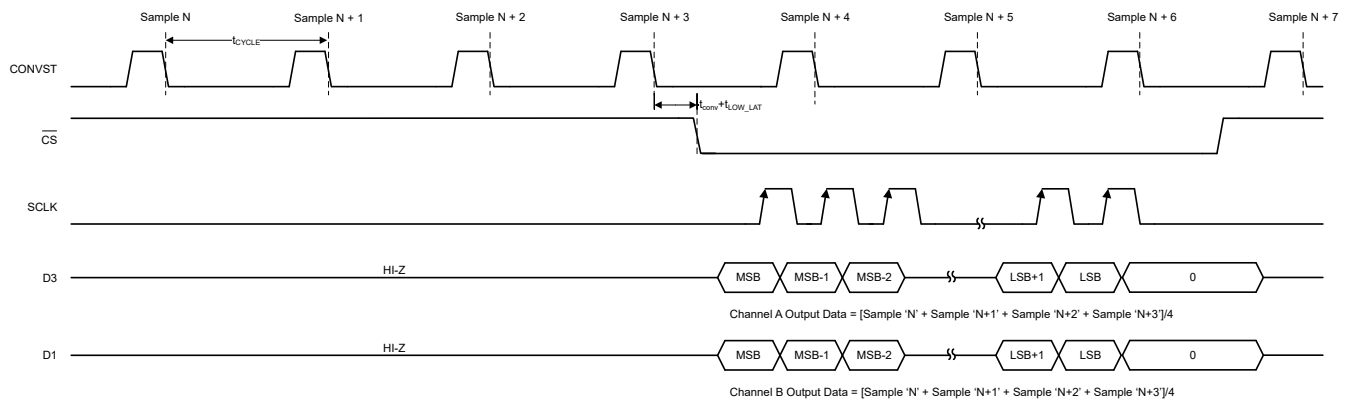 Sample N
Sample N + 1
Sample N + 2
Sample N + 3
Sample N + 4
Sample N + 5
Sample N + 6
Sample N + 7
tCYCLE
CONVST
tconv+tLOW_LAT
CS
SCLK
HI-Z
D3
MSB
MSB-1
MSB-2
LSB+1
LSB
0
Channel A Output Data = [Sample ‘N’ + Sample ‘N+1’ + Sample ‘N+2’ + Sample ‘N+3’]/4
HI-Z
D1
MSB
MSB-1
MSB-2
LSB+1
LSB
0
Channel B Output Data = [Sample ‘N’ + Sample ‘N+1’ + Sample ‘N+2’ + Sample ‘N+3’]/4